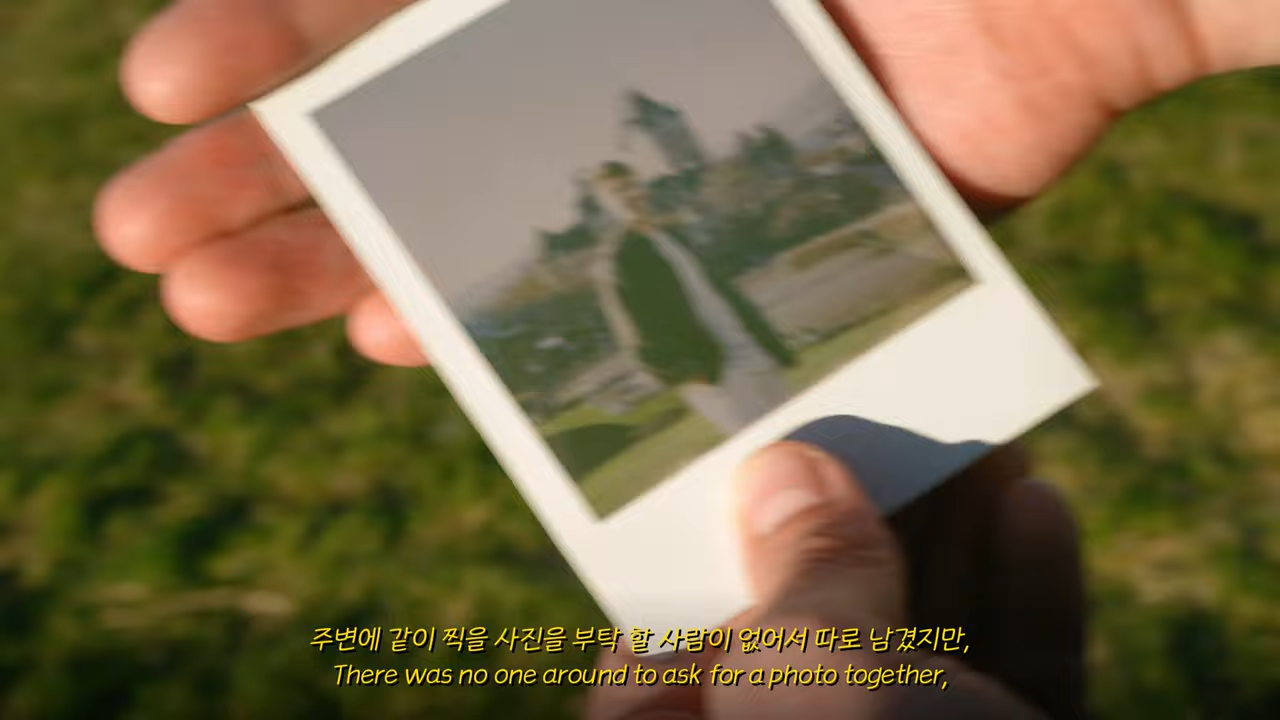 주변에 같이 찍을 사진을 부탁 할 사람이 없어서 따로 남겼지만,
There was no one around to ask for a photo together,